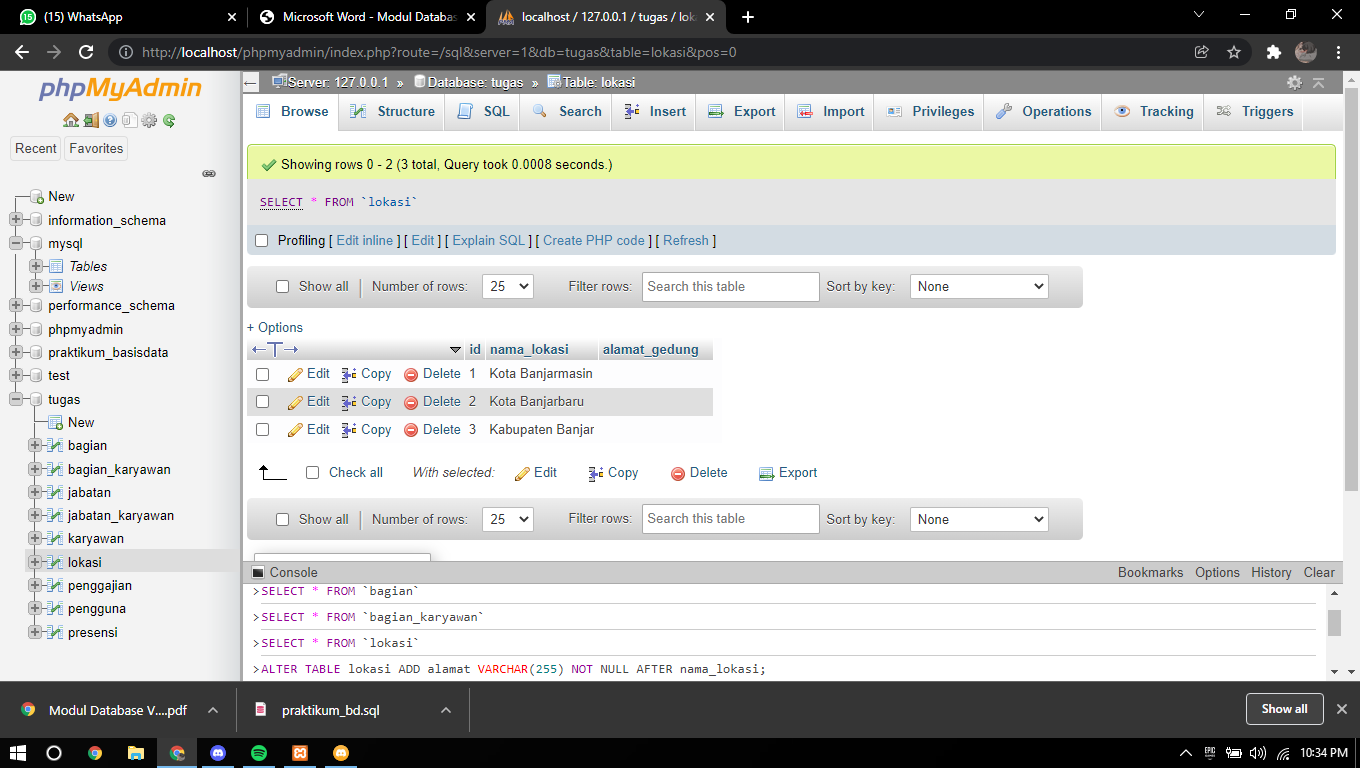 (15) WhatsApp
Microsoft Word - Modul Databas
localhost / 127.0.0.1 / tugas / lok
http://localhost/phpmyadmin/index.php?route=/sql&server=1&db=tugas&table=lokasi&pos=0
phpMyAdmin
Recent Favorites
New
information_schema
mysql
Tables
Views
performance_schema
phpmyadmin
praktikum_basisdata
test
tugas
New
bagian
bagian_karyawan
jabatan
jabatan_karyawan
karyawan
lokasi
penggajian
pengguna
presensi
Server: 127.0.0.1 » Database: tugas » Table: lokasi
Browse Structure SQL Search Insert Export Import Privileges Operations Tracking Triggers
Showing rows 0 - 2 (3 total, Query took 0.0008 seconds.)
SELECT * FROM `lokasi`
Profiling [ Edit inline ] [ Edit ] [ Explain SQL ] [ Create PHP code ] [ Refresh ]
Show all | Number of rows: 25 Filter rows: Search this table Sort by key: None
+ Options
id nama_lokasi alamat_gedung
Edit Copy Delete 1 Kota Banjarmasin
Edit Copy Delete 2 Kota Banjarbaru
Edit Copy Delete 3 Kabupaten Banjar
Check all With selected: Edit Copy Delete Export
Show all | Number of rows: 25 Filter rows: Search this table Sort by key: None
Console Bookmarks Options History Clear
>SELECT * FROM `bagian`
>SELECT * FROM `bagian_karyawan`
>SELECT * FROM `lokasi`
>ALTER TABLE lokasi ADD alamat VARCHAR(255) NOT NULL AFTER nama_lokasi;
Modul Database V....pdf
praktikum_bd.sql
Show all
10:34 PM